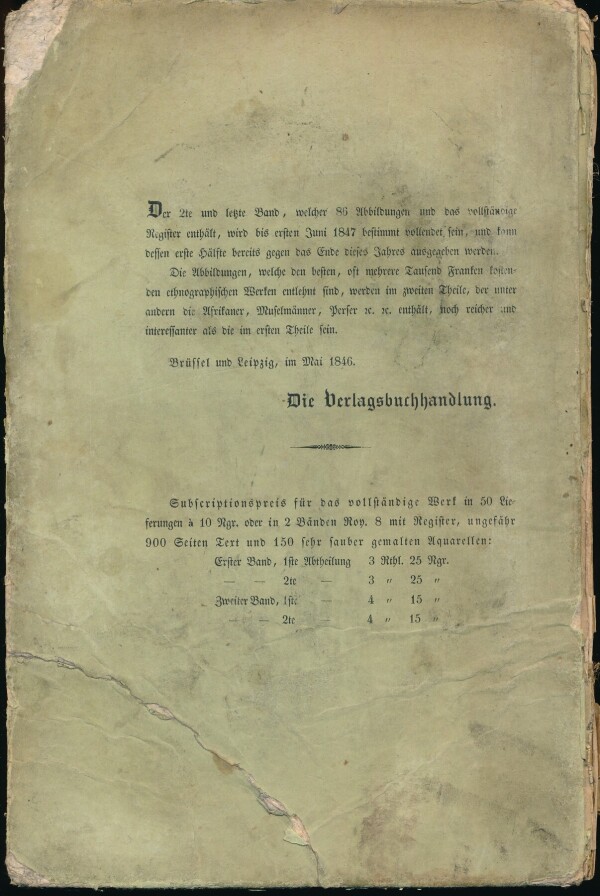 Der 2te und letzte Band, welcher 86 Abbildungen und das vollständige
Register enthält, wird bis ersten Juni 1847 bestimmt vollendet sein, und kann
dessen erste Hälfte bereits gegen das Ende dieses Jahres ausgegeben werden.
Die Abbildungen, welche den besten, oft mehrere Tausend Franken kosten-
den ethnographischen Werken entlehnt sind, werden im zweiten Theile, der unter
andern die Afrikaner, Muselmänner, Perser ꝛc. ꝛc. enthält, noch reicher und
interessanter als die im ersten Theile sein.
Brüssel und Leipzig, im Mai 1846.
Die Verlagsbuchhandlung.
Subscriptionspreis für das vollständige Werk in 50 Lie-
ferungen à 10 Ngr. oder in 2 Bänden Roy. 8 mit Register, ungefähr
900 Seiten Text und 150 sehr sauber gemalten Aquarellen:
Erster Band, 1ste Abtheilung 3 Rthl. 25 Ngr.
— — 2te — 3 „ 25 „
Zweiter Band, 1ste — 4 „ 15 „
— — 2te — 4 „ 15 „